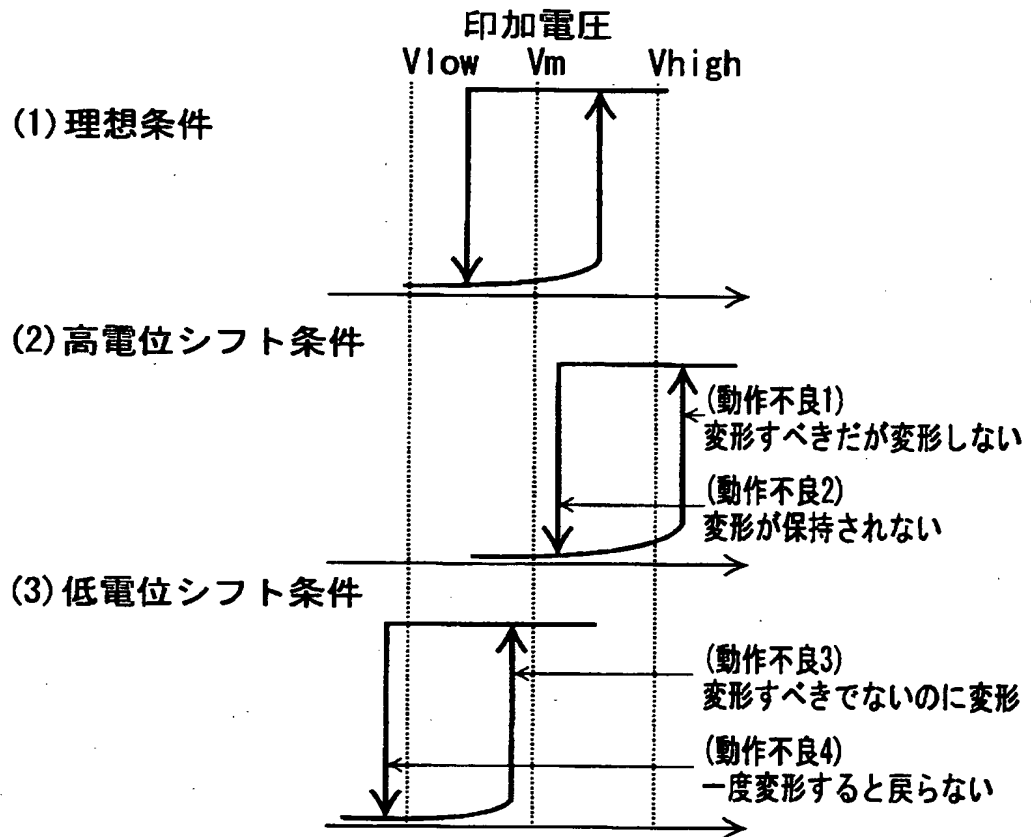 印加電圧
Vlow Vm Vhigh
(1)理想条件
(2)高電位シフト条件
(動作不良1)
変形すべきだが変形しない
(動作不良2)
変形が保持されない
(3)低電位シフト条件
(動作不良3)
変形すべきでないのに変形
(動作不良4)
一度変形すると戻らない